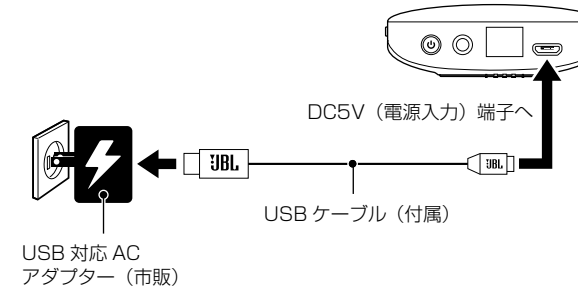 DC5V（電源入力）端子へ
JBL
JBL
USB ケーブル（付属）
USB 対応 AC
アダプター（市販）